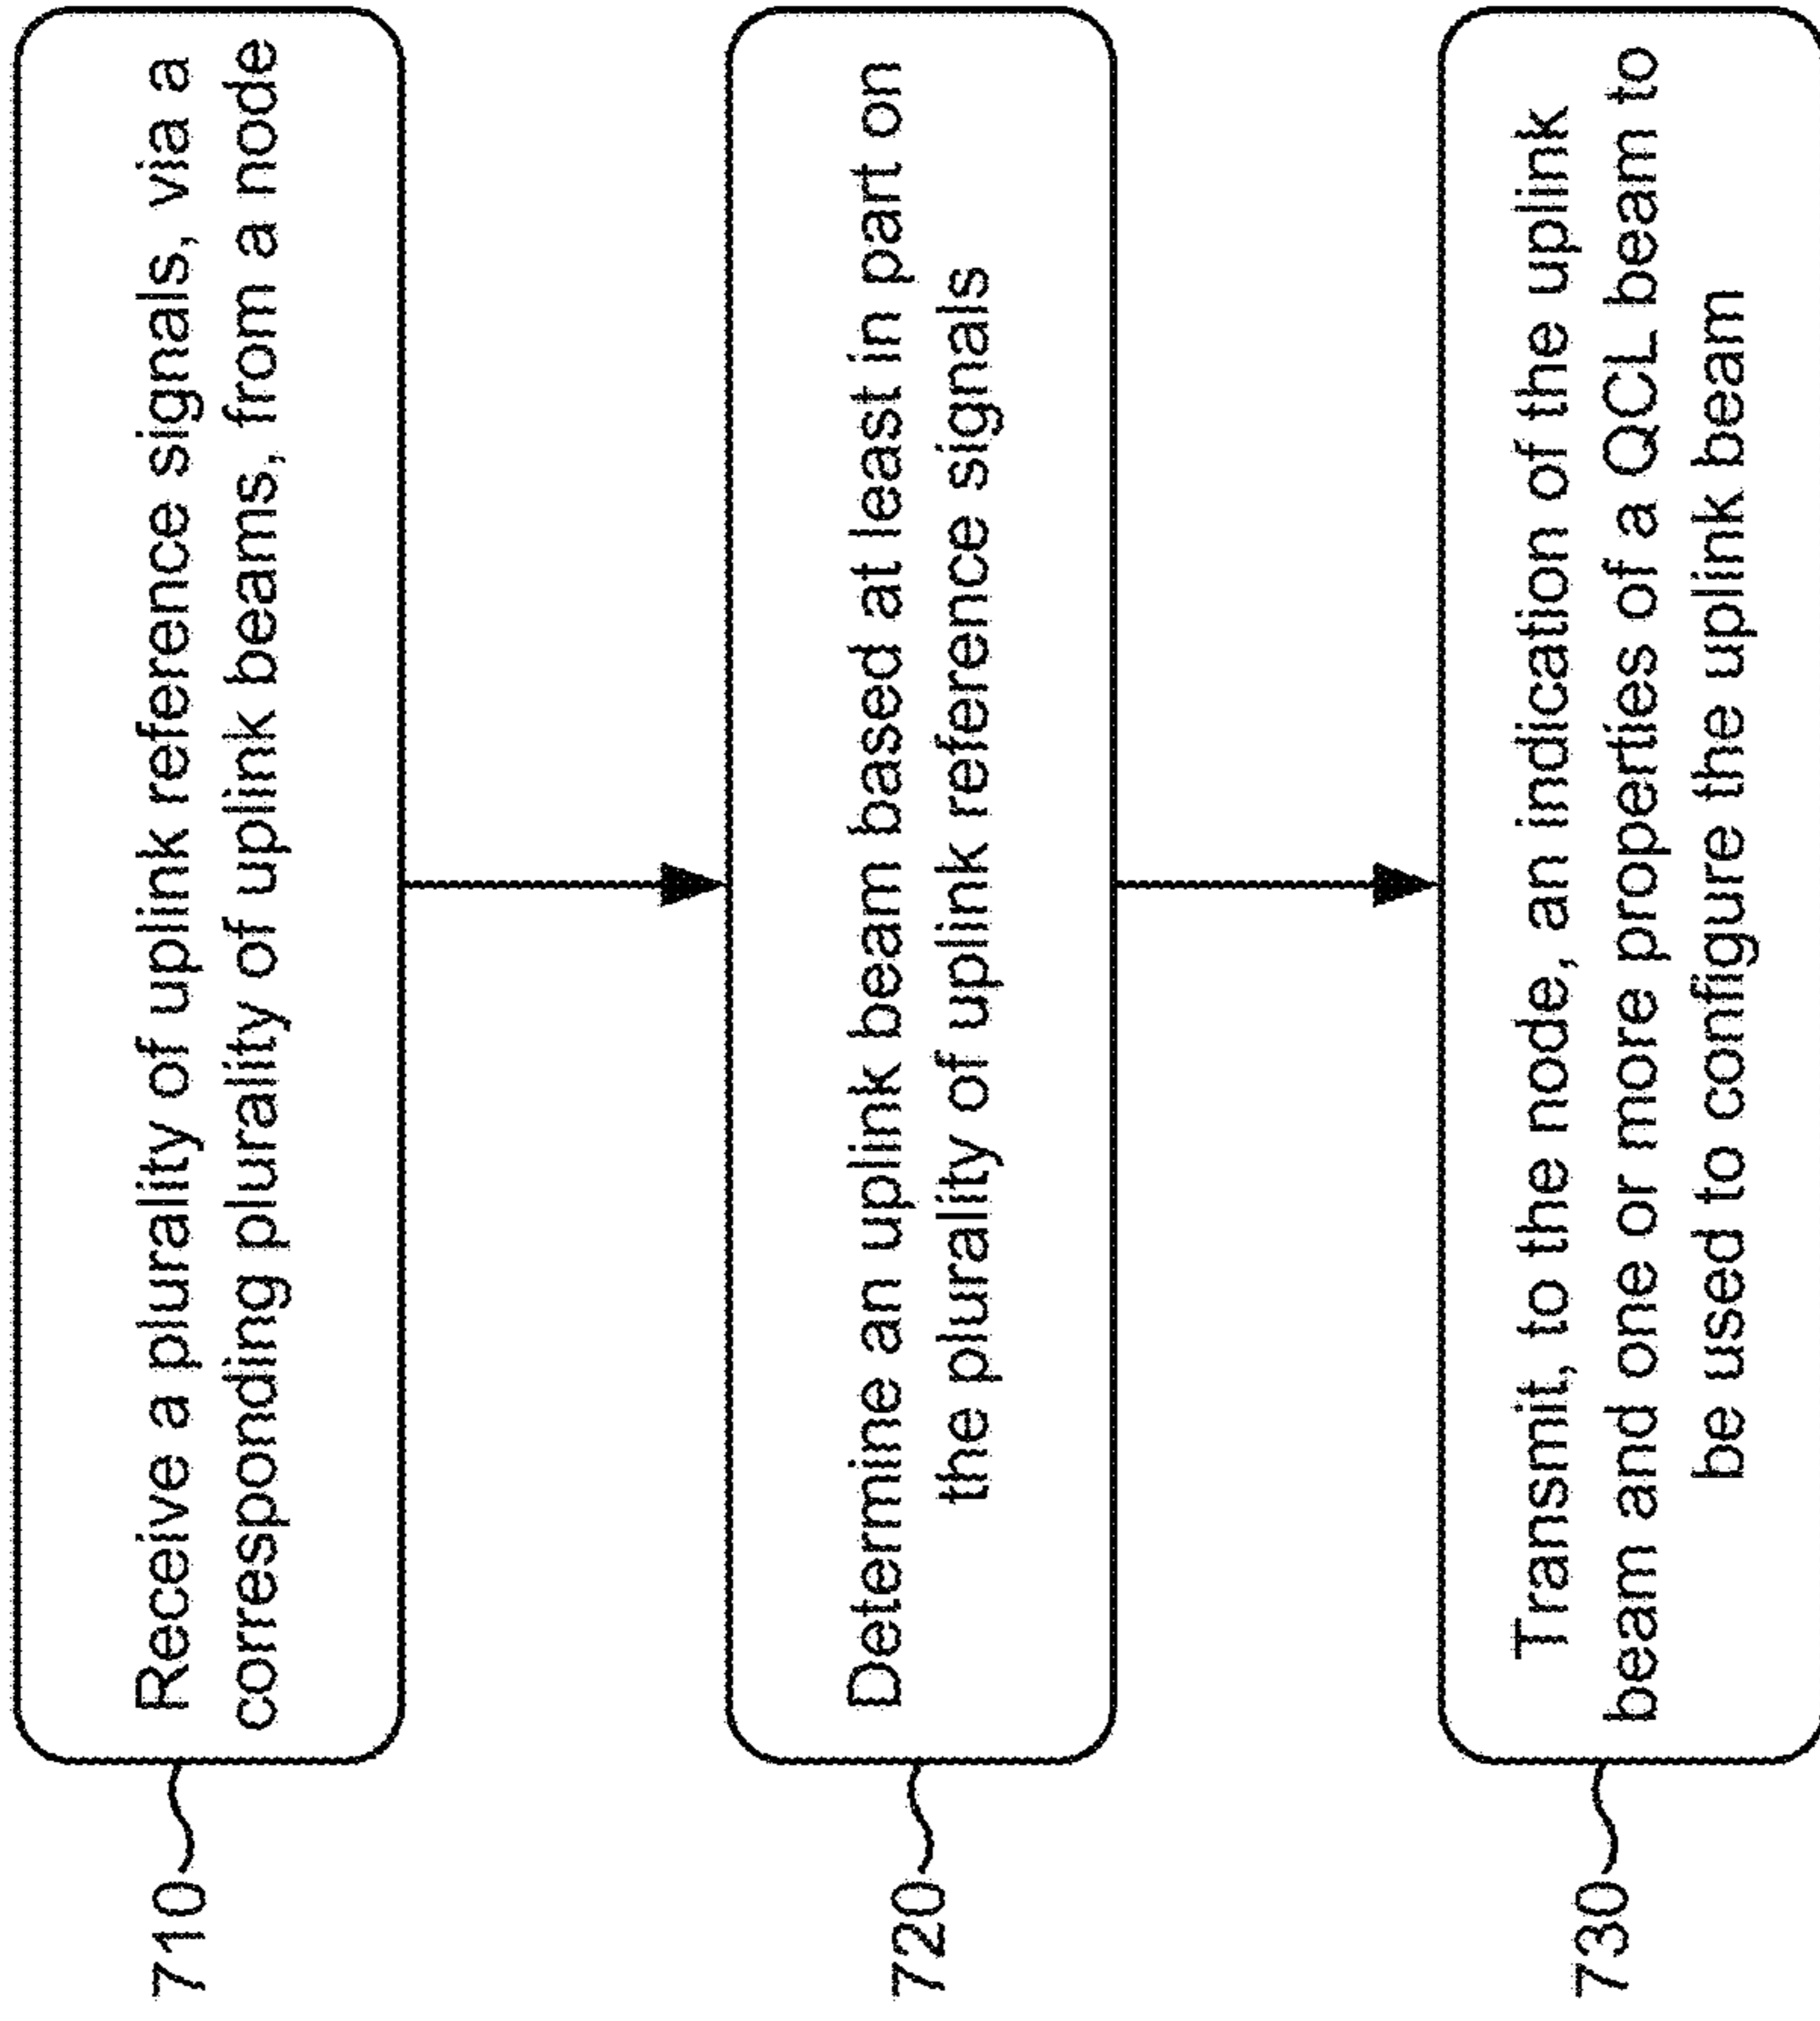 710
Receive a plurality of uplink reference signals, via a
corresponding plurality of uplink beams, from a node
720
Determine an uplink beam based at least in part on
the plurality of uplink reference signals
730
Transmit, to the node, an indication of the uplink
beam and one or more properties of a QCL beam to
be used to configure the uplink beam